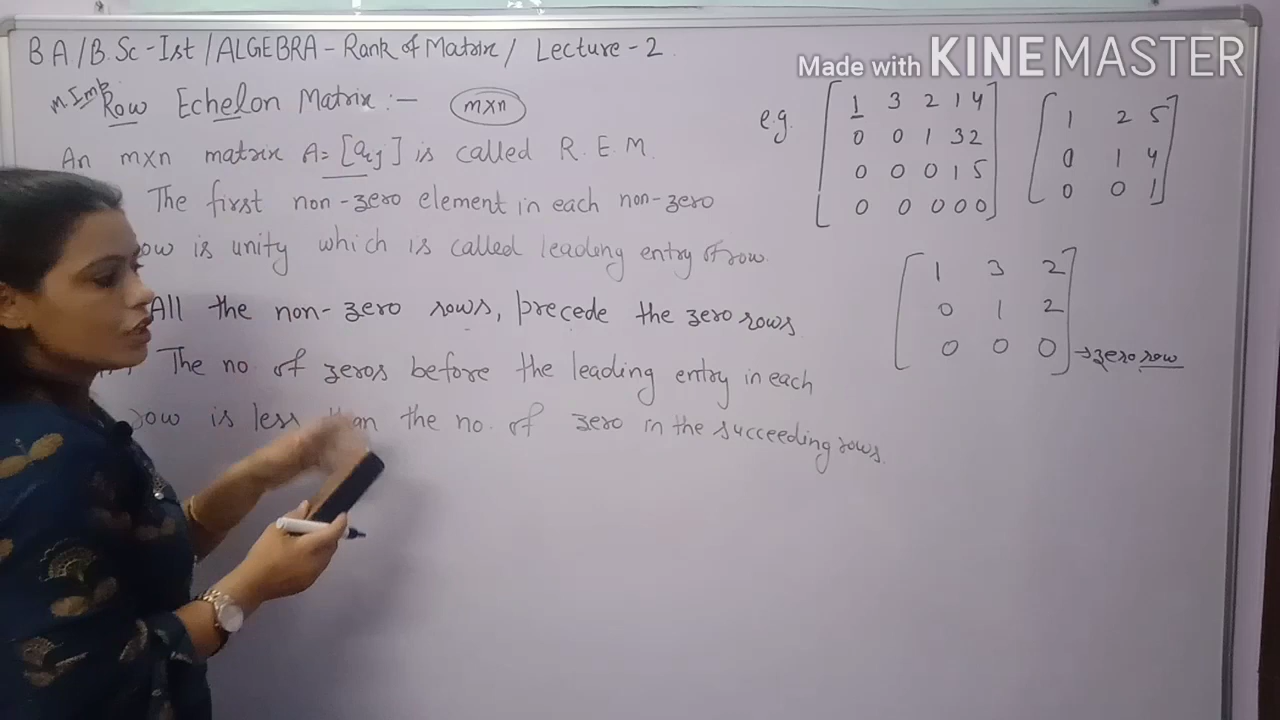 BA/B.Sc-Ist/ALGEBRA-Rank of Matrix/ Lecture-2
Made with KINEMASTER
M.Imp
Row Echelon Matrix:- mxn
An mxn matrix A=[aij] is called R.E.M.
The first non-zero element in each non-zero
row is unity which is called leading entry of row.
All the non-zero rows, precede the zero rows
The no. of zeros before the leading entry in each
row is less than the no. of zero in the succeeding rows.
e.g.
1 3 2 1 4
0 0 1 3 2
0 0 0 1 5
0 0 0 0 0
1 2 5
0 1 4
0 0 1
1 3 2
0 1 2
0 0 0 → zero row